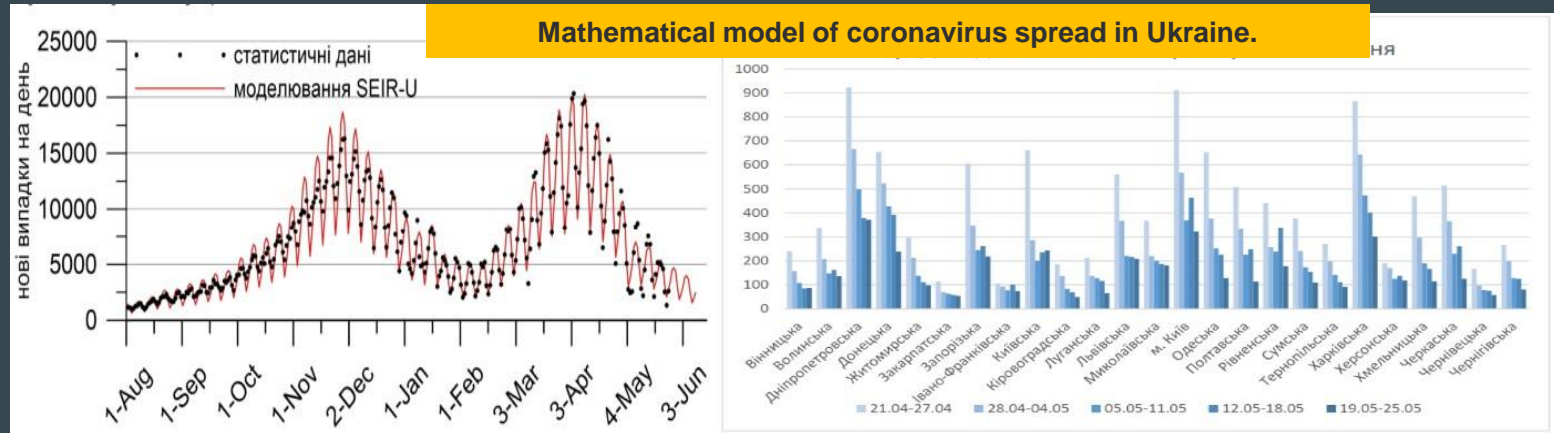 Mathematical model of coronavirus spread in Ukraine.
25000
20000
15000
10000
5000
0
нові випадки на день
статистичні дані
моделювання SEIR-U
1-Aug
1-Sep
1-Oct
1-Nov
2-Dec
1-Jan
1-Feb
3-Mar
3-Apr
4-May
3-Jun
1000
900
800
700
600
500
400
300
200
100
0
Вінницька
Волинська
Дніпропетровська
Донецька
Житомирська
Закарпатська
Запорізька
Івано-Франківська
Київська
Кіровоградська
Луганська
Львівська
Миколаївська
м. Київ
Одеська
Полтавська
Рівненська
Сумська
Тернопільська
Харківська
Херсонська
Хмельницька
Черкаська
Чернівецька
Чернігівська
21.04-27.04 28.04-04.05 05.05-11.05 12.05-18.05 19.05-25.05